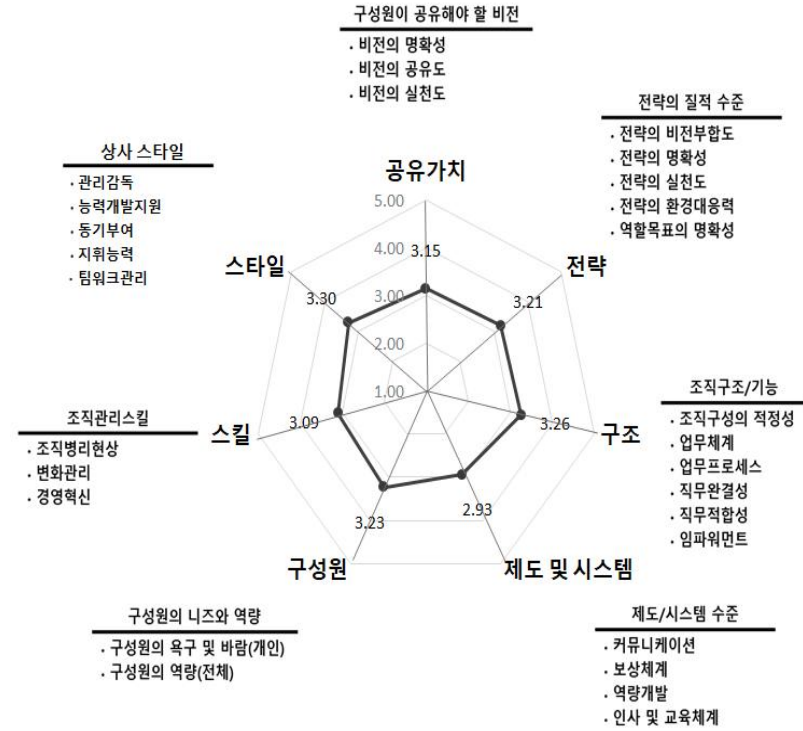 구성원이 공유해야 할 비전
· 비전의 명확성
· 비전의 공유도
· 비전의 실천도
전략의 질적 수준
· 전략의 비전부합도
· 전략의 명확성
· 전략의 실천도
· 전략의 환경대응력
· 역할목표의 명확성
상사 스타일
· 관리감독
· 능력개발지원
· 동기부여
· 지휘능력
· 팀워크관리
공유가치
5.00
4.00
3.15
스타일
전략
3.30
3.00
3.21
2.00
1.00
조직구조/기능
· 조직구성의 적정성
· 업무체계
· 업무프로세스
· 직무완결성
· 직무적합성
· 임파워먼트
조직관리스킬
· 조직병리현상
· 변화관리
· 경영혁신
스킬
3.09
3.26
구조
3.23
2.93
구성원
제도 및 시스템
구성원의 니즈와 역량
· 구성원의 욕구 및 바람(개인)
· 구성원의 역량(전체)
제도/시스템 수준
· 커뮤니케이션
· 보상체계
· 역량개발
· 인사 및 교육체계